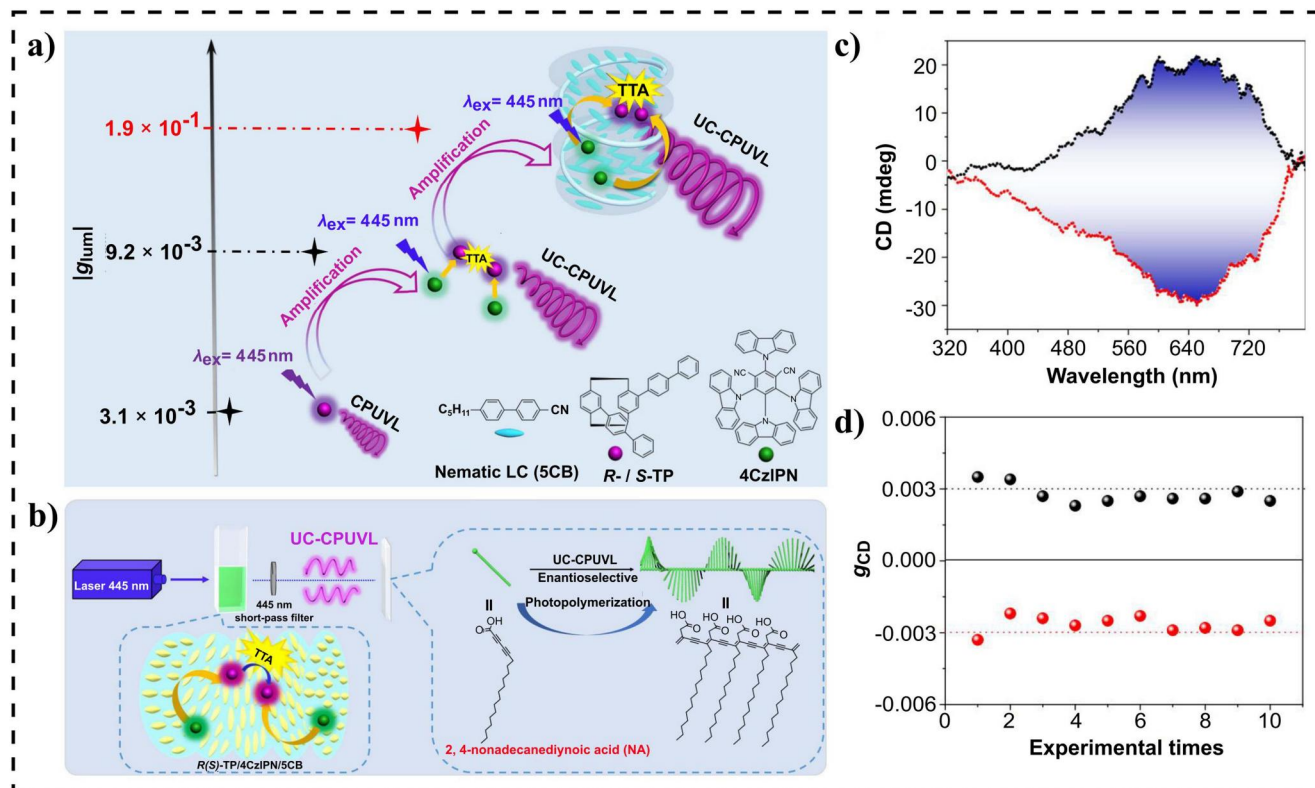 a)
|glum|
1.9 × 10⁻¹
9.2 × 10⁻³
3.1 × 10⁻³
Amplification
λex= 445 nm
TTA
UC-CPUVL
Amplification
λex= 445 nm
TTA
UC-CPUVL
λex= 445 nm
CPUVL
C5H11
CN
Nematic LC (5CB)
R- / S-TP
N
NC
CN
N
N
N
4CzIPN
b)
Laser 445 nm
445 nm
short-pass filter
UC-CPUVL
TTA
R(S)-TP/4CzIPN/5CB
UC-CPUVL
Enantioselective
Photopolymerization
OH
O
HO
O
HO
O
HO
O
HO
O
2, 4-nonadecanediynoic acid (NA)
c)
CD (mdeg)
20
10
0
-10
-20
-30
320 400 480 560 640 720
Wavelength (nm)
d)
gCD
0.006
0.003
0.000
-0.003
-0.006
0 2 4 6 8 10
Experimental times